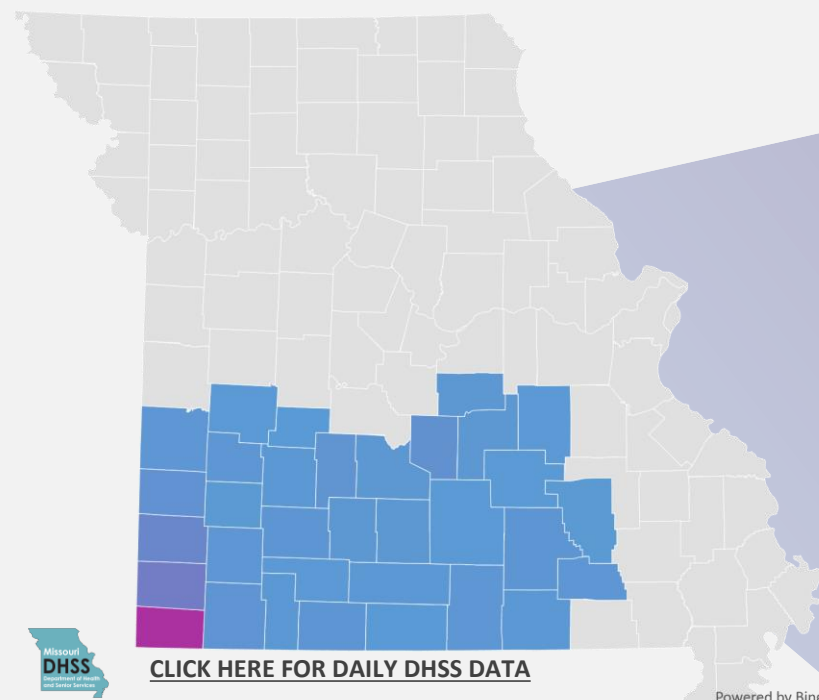 Missouri
DHSS
Department of Health
and Senior Services
CLICK HERE FOR DAILY DHSS DATA
Powered by Bing